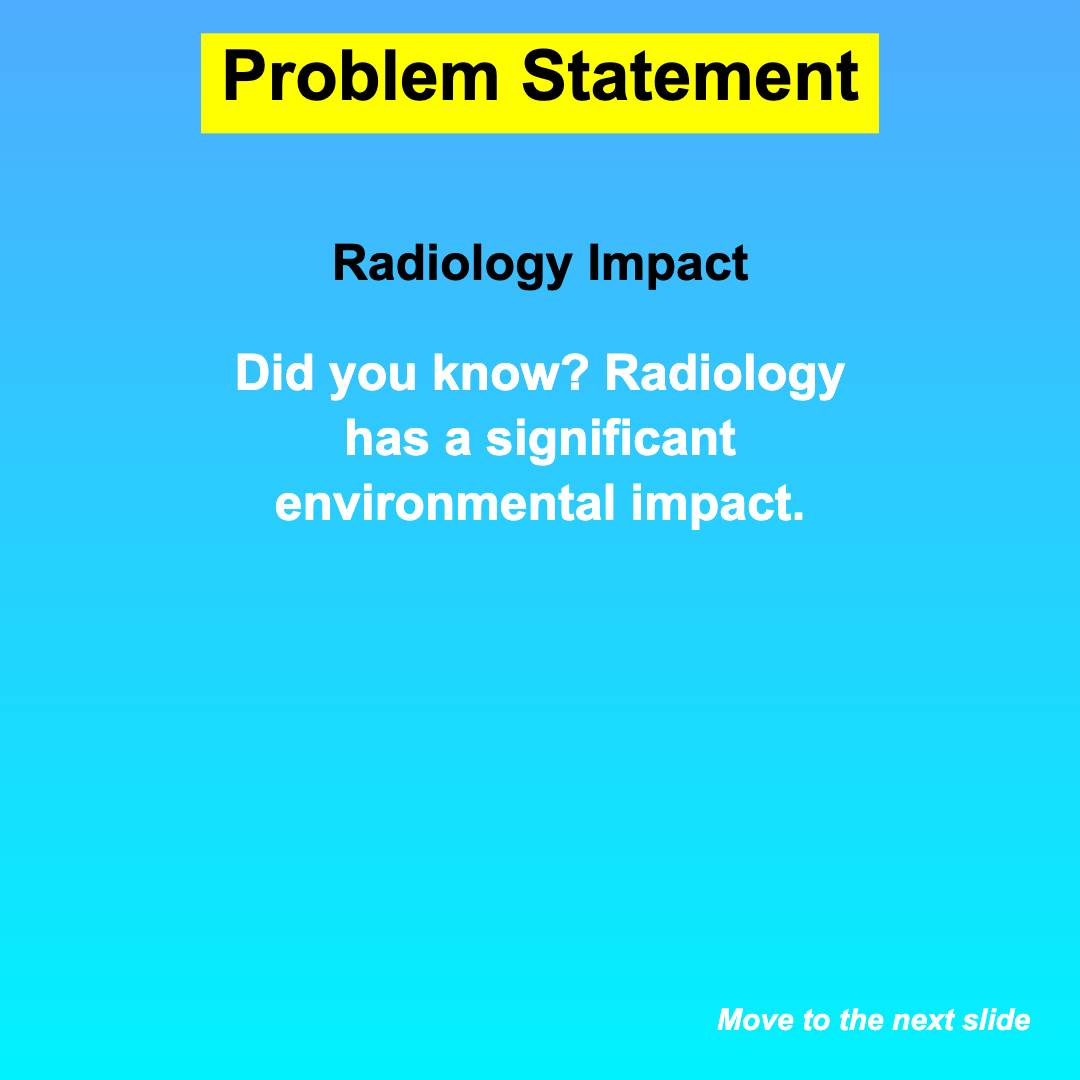 Problem Statement
Radiology Impact
Did you know? Radiology
has a significant
environmental impact.
Move to the next slide